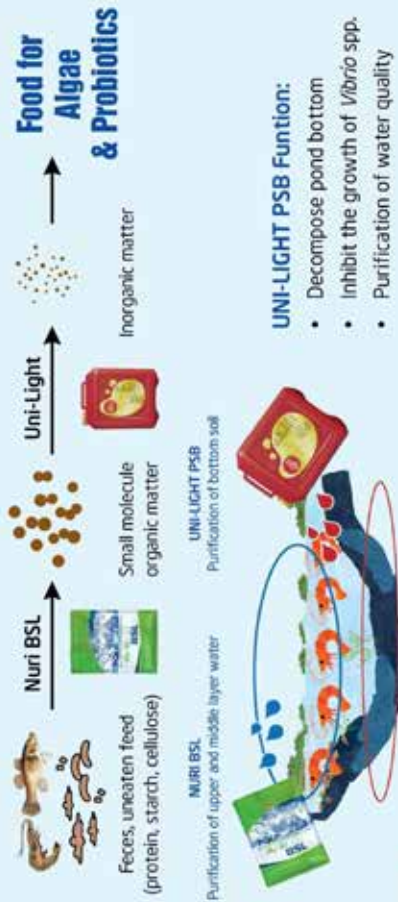 Nuri BSL
Uni-Light
Food for
Algae
& Probiotics
Feces, uneaten feed
(protein, starch, cellulose)
Small molecule
organic matter
Inorganic matter
NURI BSL
Purification of upper and middle layer water
UNI-LIGHT PSB
Purification of bottom soil
UNI-LIGHT PSB Funtion:
• Decompose pond bottom
• Inhibit the growth of Vibrio spp.
• Purification of water quality